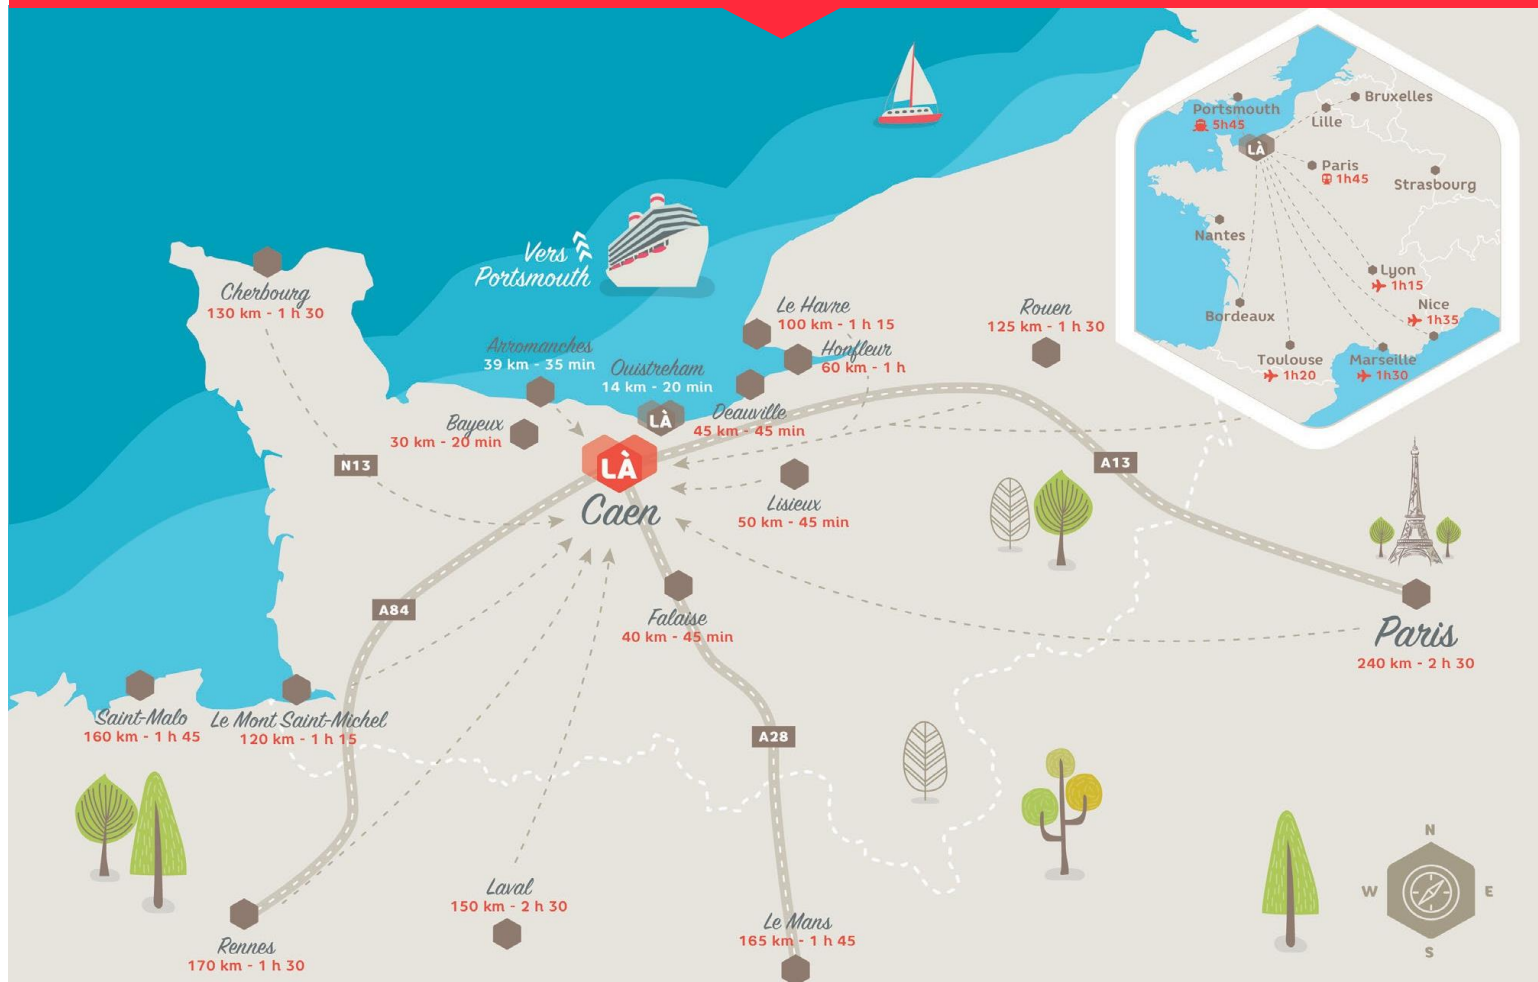 Vers
Portsmouth
Cherbourg
130 km - 1 h 30
Le Havre
100 km - 1 h 15
Rouen
125 km - 1 h 30
Arromanches
39 km - 35 min
Honfleur
60 km - 1 h
Ouistreham
14 km - 20 min
LÀ
Deauville
45 km - 45 min
Bayeux
30 km - 20 min
N13
LÀ
Caen
A13
Lisieux
50 km - 45 min
A84
Falaise
40 km - 45 min
Paris
240 km - 2 h 30
Saint-Malo
160 km - 1 h 45
Le Mont Saint-Michel
120 km - 1 h 15
A28
Laval
150 km - 2 h 30
Le Mans
165 km - 1 h 45
Rennes
170 km - 1 h 30
Portsmouth
5h45
Bruxelles
Lille
LÀ
Paris
1h45
Strasbourg
Nantes
Lyon
1h15
Nice
1h35
Bordeaux
Toulouse
1h20
Marseille
1h30
N
W
E
S